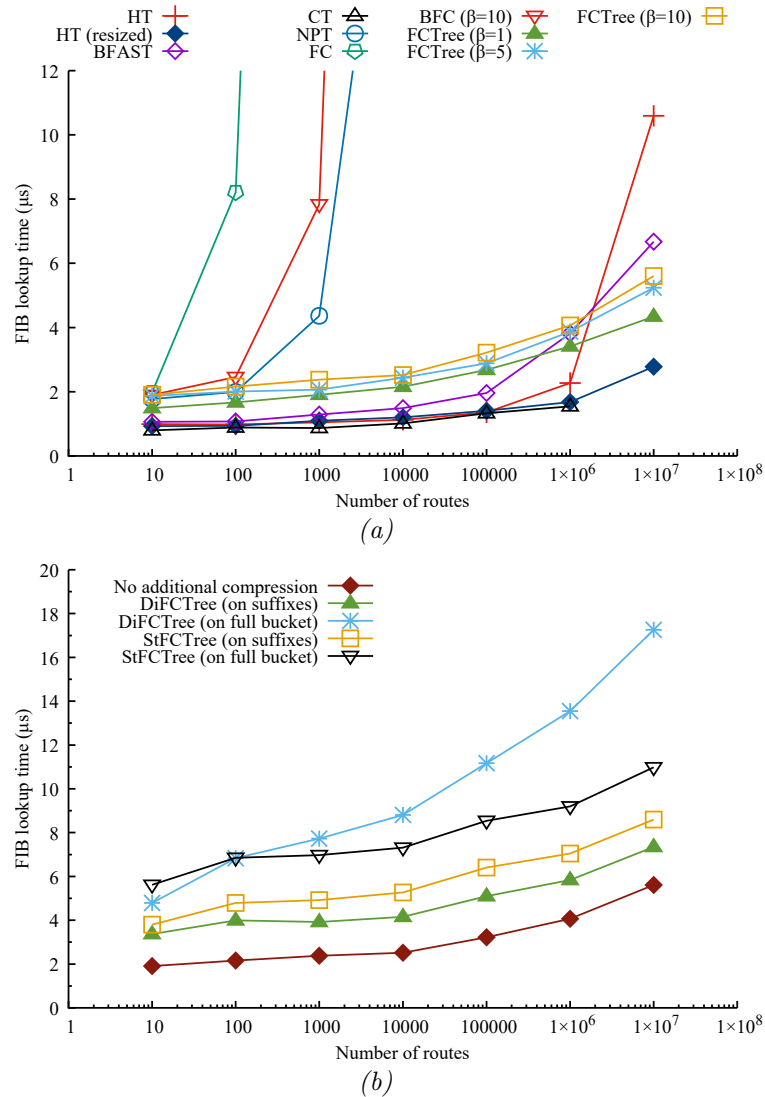 HT CT BFC (β=10) FCTree (β=10)
HT (resized) NPT FCTree (β=1)
BFAST FC FCTree (β=5)
12
10
8
6
4
2
0
FIB lookup time (μs)
1 10 100 1000 10000 100000 1×10⁶ 1×10⁷ 1×10⁸
Number of routes
(a)
20
18
16
14
12
10
8
6
4
2
0
FIB lookup time (μs)
No additional compression
DiFCTree (on suffixes)
DiFCTree (on full bucket)
StFCTree (on suffixes)
StFCTree (on full bucket)
1 10 100 1000 10000 100000 1×10⁶ 1×10⁷ 1×10⁸
Number of routes
(b)